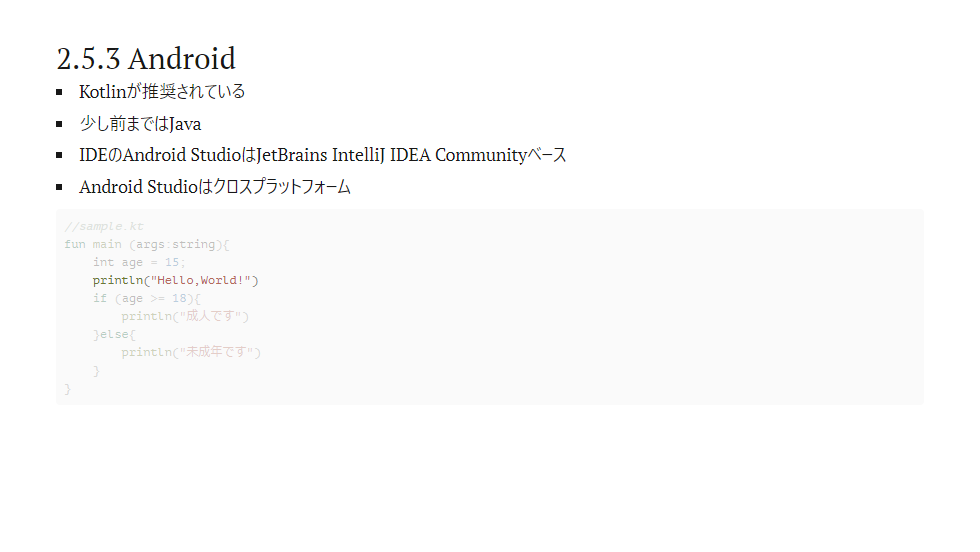 2.5.3 Android
Kotlinが推奨されている
少し前まではJava
IDEのAndroid StudioはJetBrains IntelliJ IDEA Communityベース
Android Studioはクロスプラットフォーム
//sample.kt
fun main (args:string){
    int age = 15;
    println("Hello,World!")
    if (age >= 18){
        println("成人です")
    }else{
        println("未成年です")
    }
}